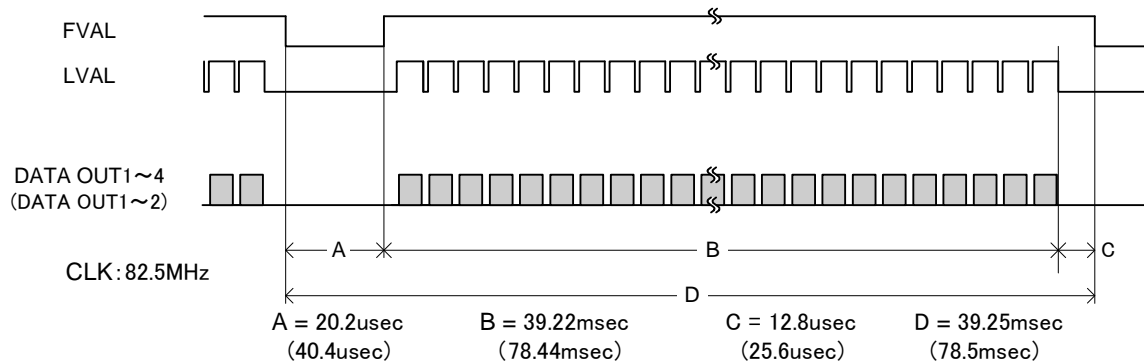 FVAL
LVAL
DATA OUT1～4
(DATA OUT1～2)
A
B
C
CLK：82.5MHz
D
A = 20.2usec B = 39.22msec C = 12.8usec D = 39.25msec
(40.4usec) (78.44msec) (25.6usec) (78.5msec)